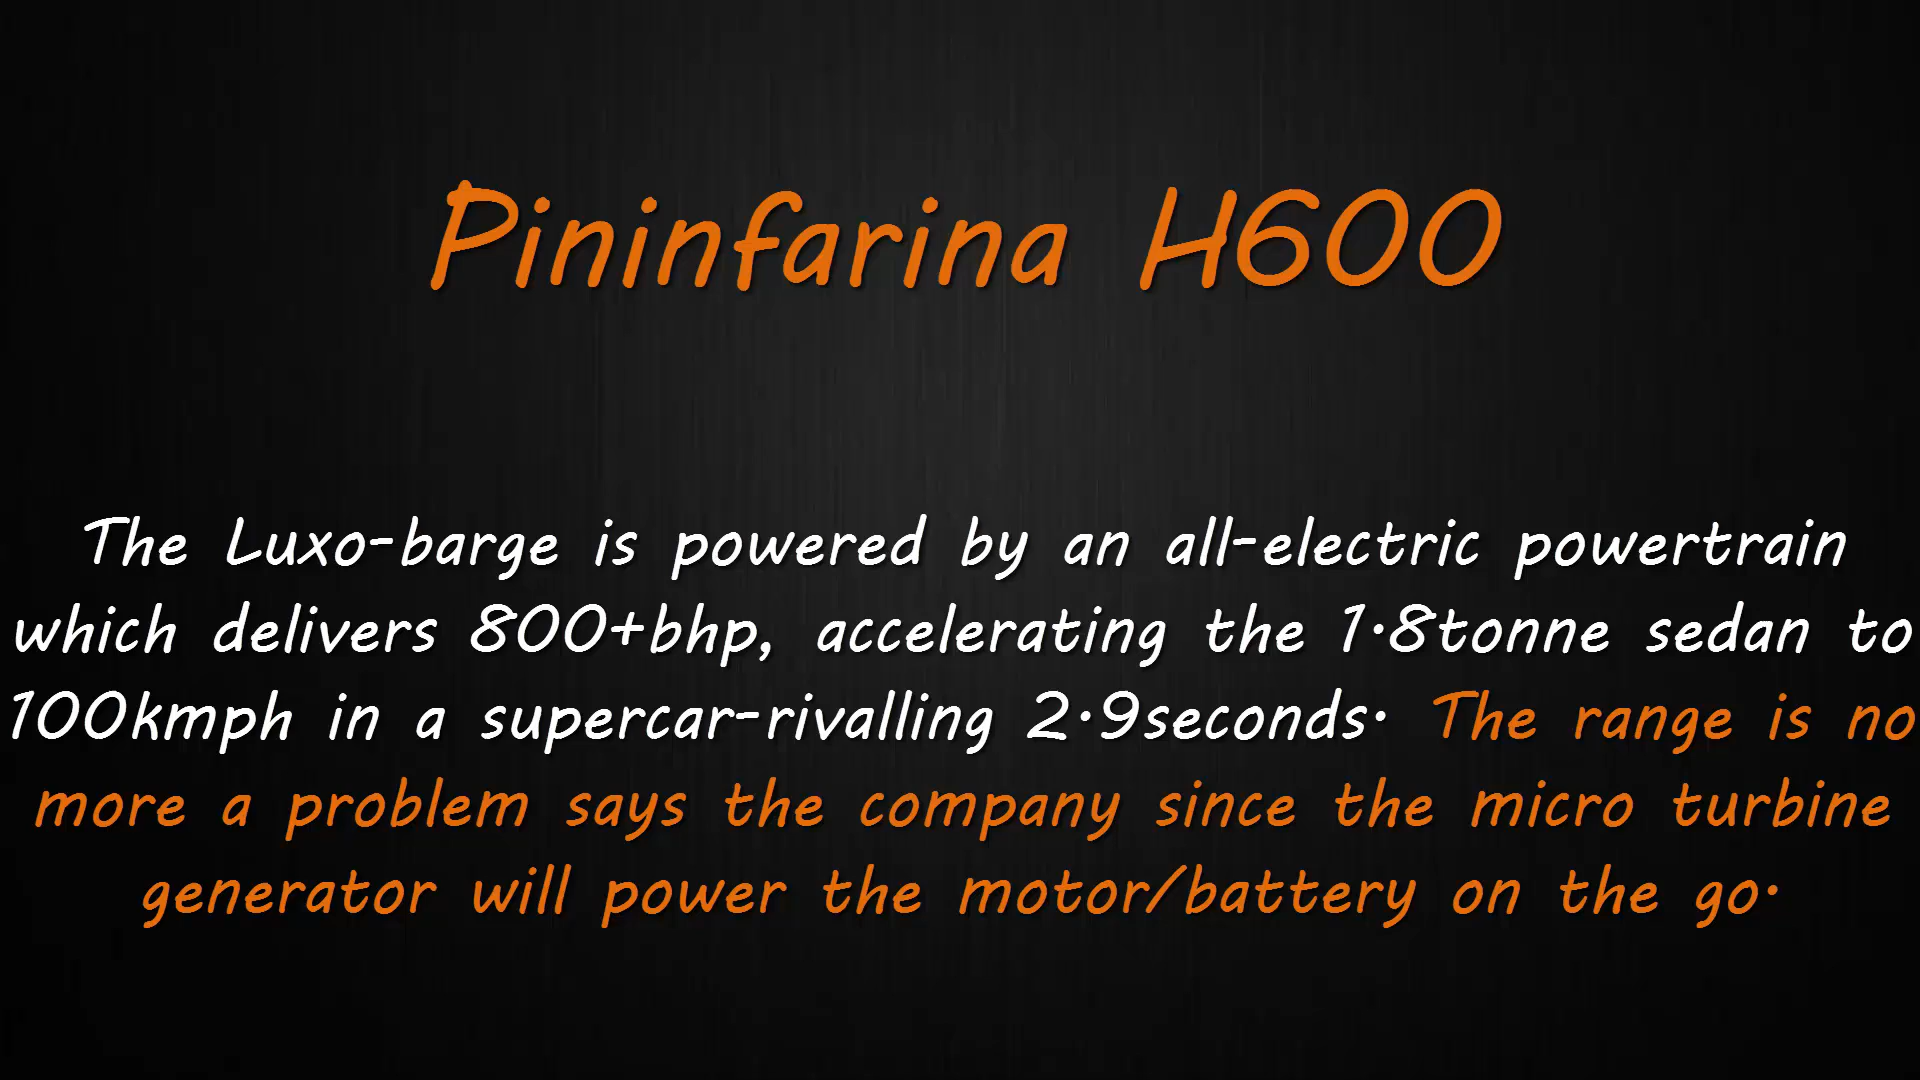 Pininfarina H600
The Luxo-barge is powered by an all-electric powertrain
which delivers 800+bhp, accelerating the 1.8tonne sedan to
100kmph in a supercar-rivalling 2.9seconds. The range is no
more a problem says the company since the micro turbine
generator will power the motor/battery on the go.